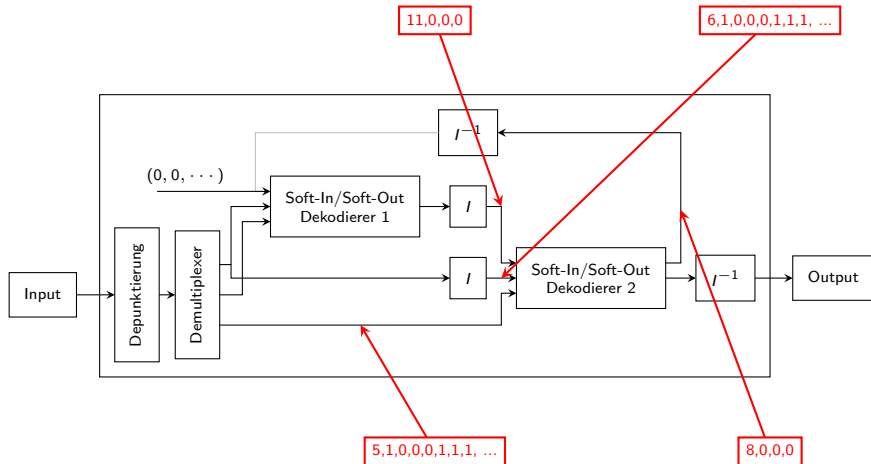 11,0,0,0
6,1,0,0,0,1,1,1, ...
I⁻¹
(0, 0, · · · )
Soft-In/Soft-Out
Dekodierer 1
I
Depunktierung
Demultiplexer
I
Soft-In/Soft-Out
Dekodierer 2
I⁻¹
Input
Output
5,1,0,0,0,1,1,1, ...
8,0,0,0